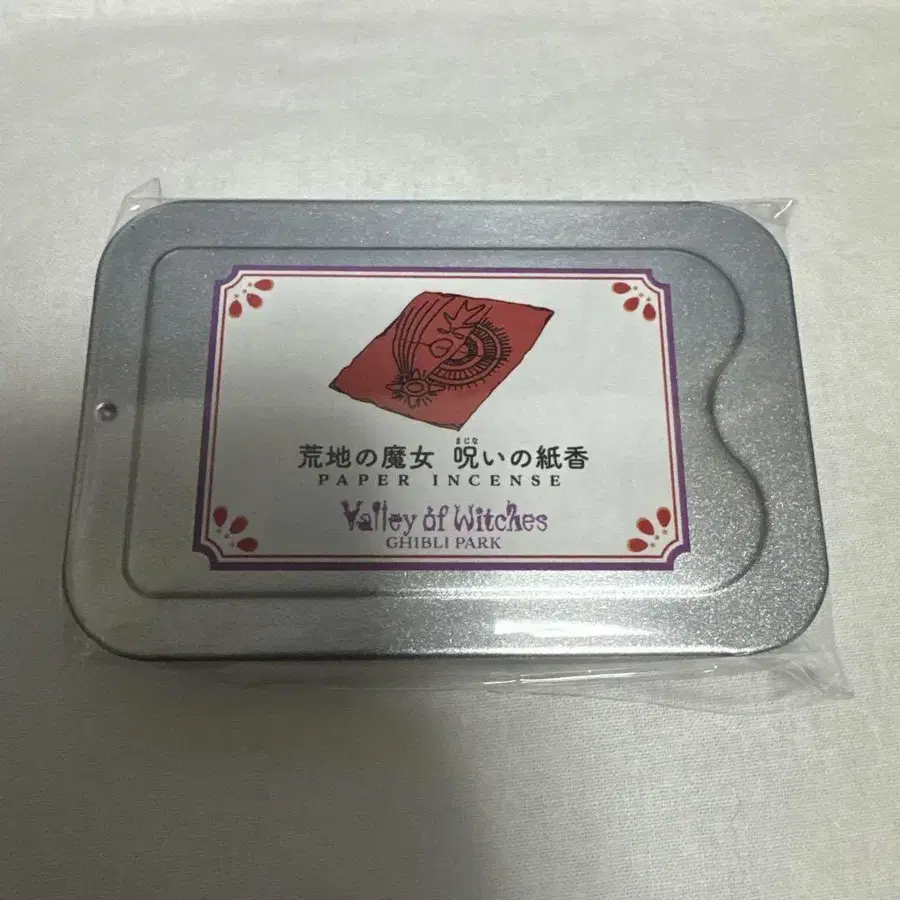 荒地の魔女 呪いの紙香
まじな
PAPER INCENSE
Valley of Witches
GHIBLI PARK